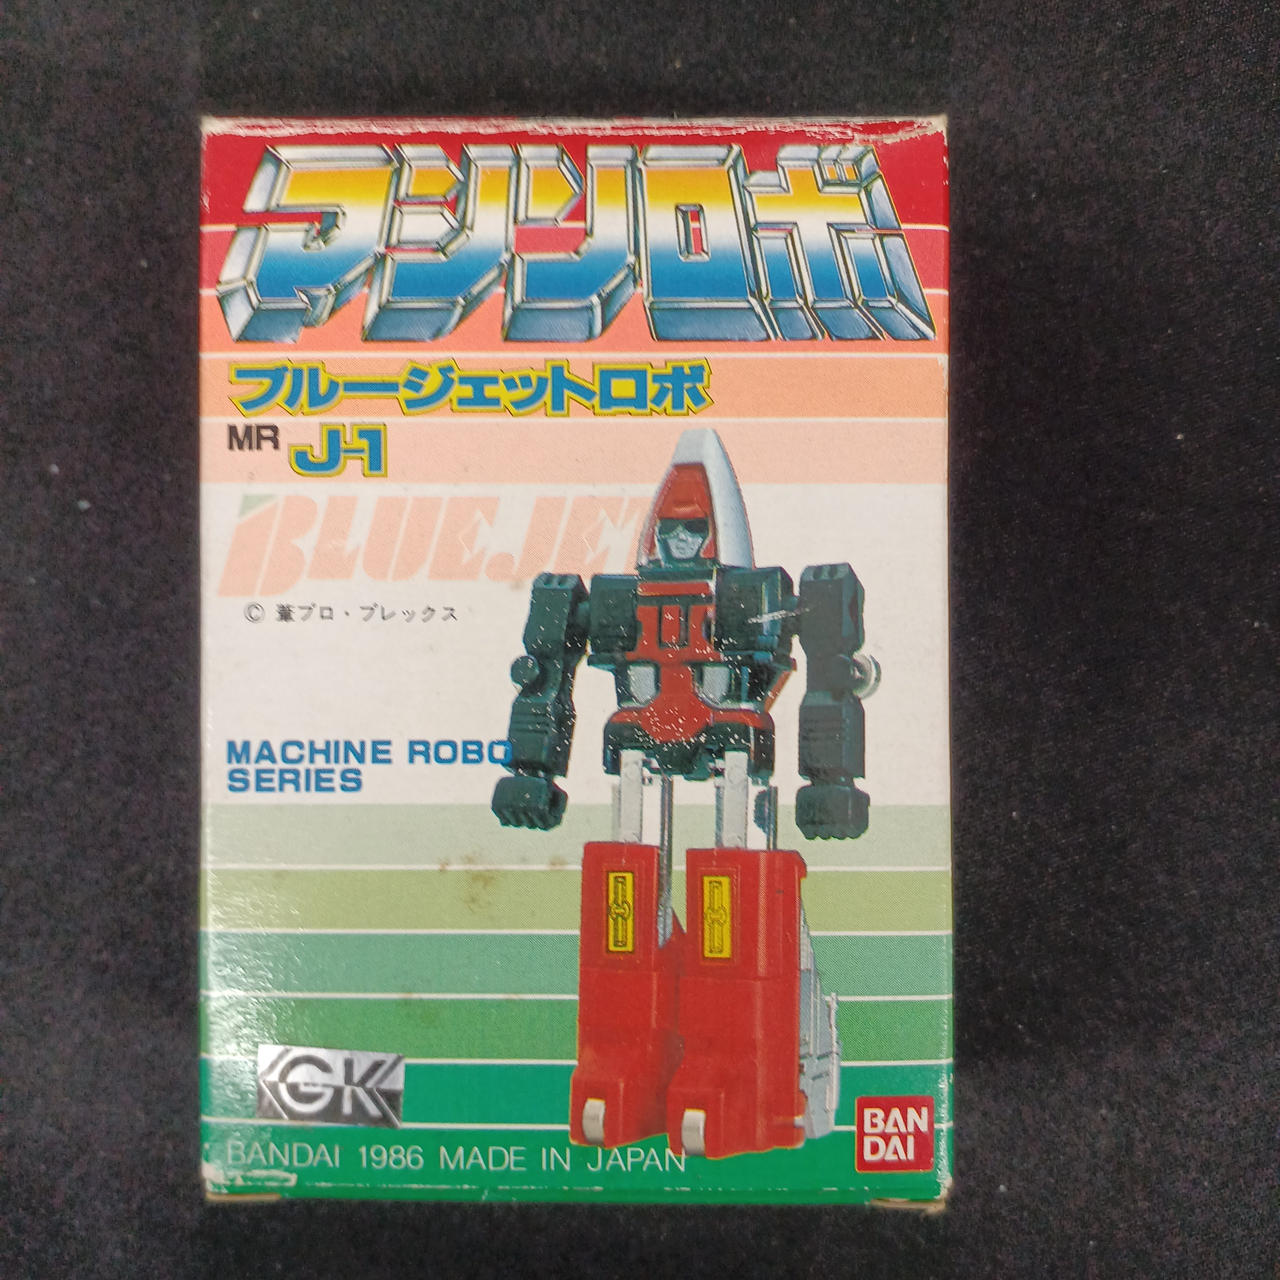 マシンロボ
ブルージェットロボ
MR J-1
BLUE JET
© 葦プロ・プレックス
MACHINE ROBO
SERIES
GK
BANDAI 1986 MADE IN JAPAN
BAN
DAI